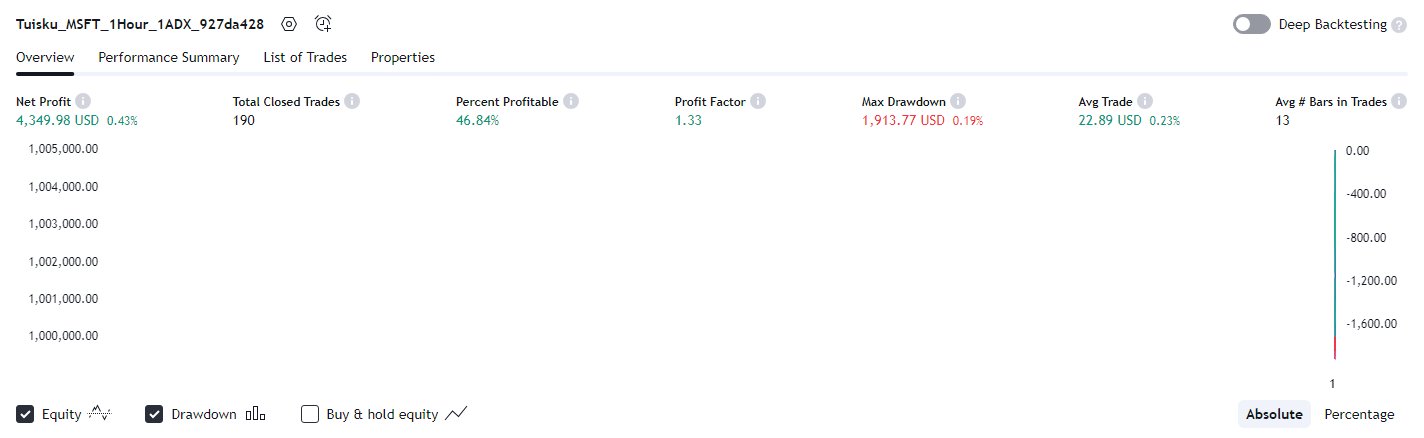 Tuisku_MSFT_1Hour_1ADX_927da428 Deep Backtesting ?
Overview Performance Summary List of Trades Properties
Net Profit i Total Closed Trades i Percent Profitable i Profit Factor i Max Drawdown i Avg Trade i Avg # Bars in Trades i
4,349.98 USD 0.43% 190 46.84% 1.33 1,913.77 USD 0.19% 22.89 USD 0.23% 13
1,005,000.00 0.00
1,004,000.00 -400.00
1,003,000.00 -800.00
1,002,000.00 -1,200.00
1,001,000.00 -1,600.00
1,000,000.00
1
Equity Drawdown Buy & hold equity Absolute Percentage